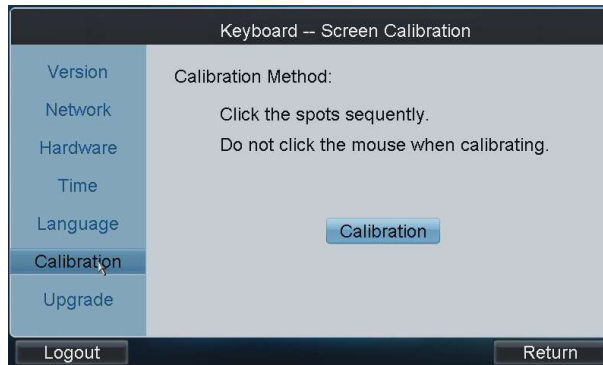 Keyboard -- Screen Calibration
Version
Network
Hardware
Time
Language
Calibration
Upgrade
Calibration Method:
Click the spots sequently.
Do not click the mouse when calibrating.
Calibration
Logout
Return